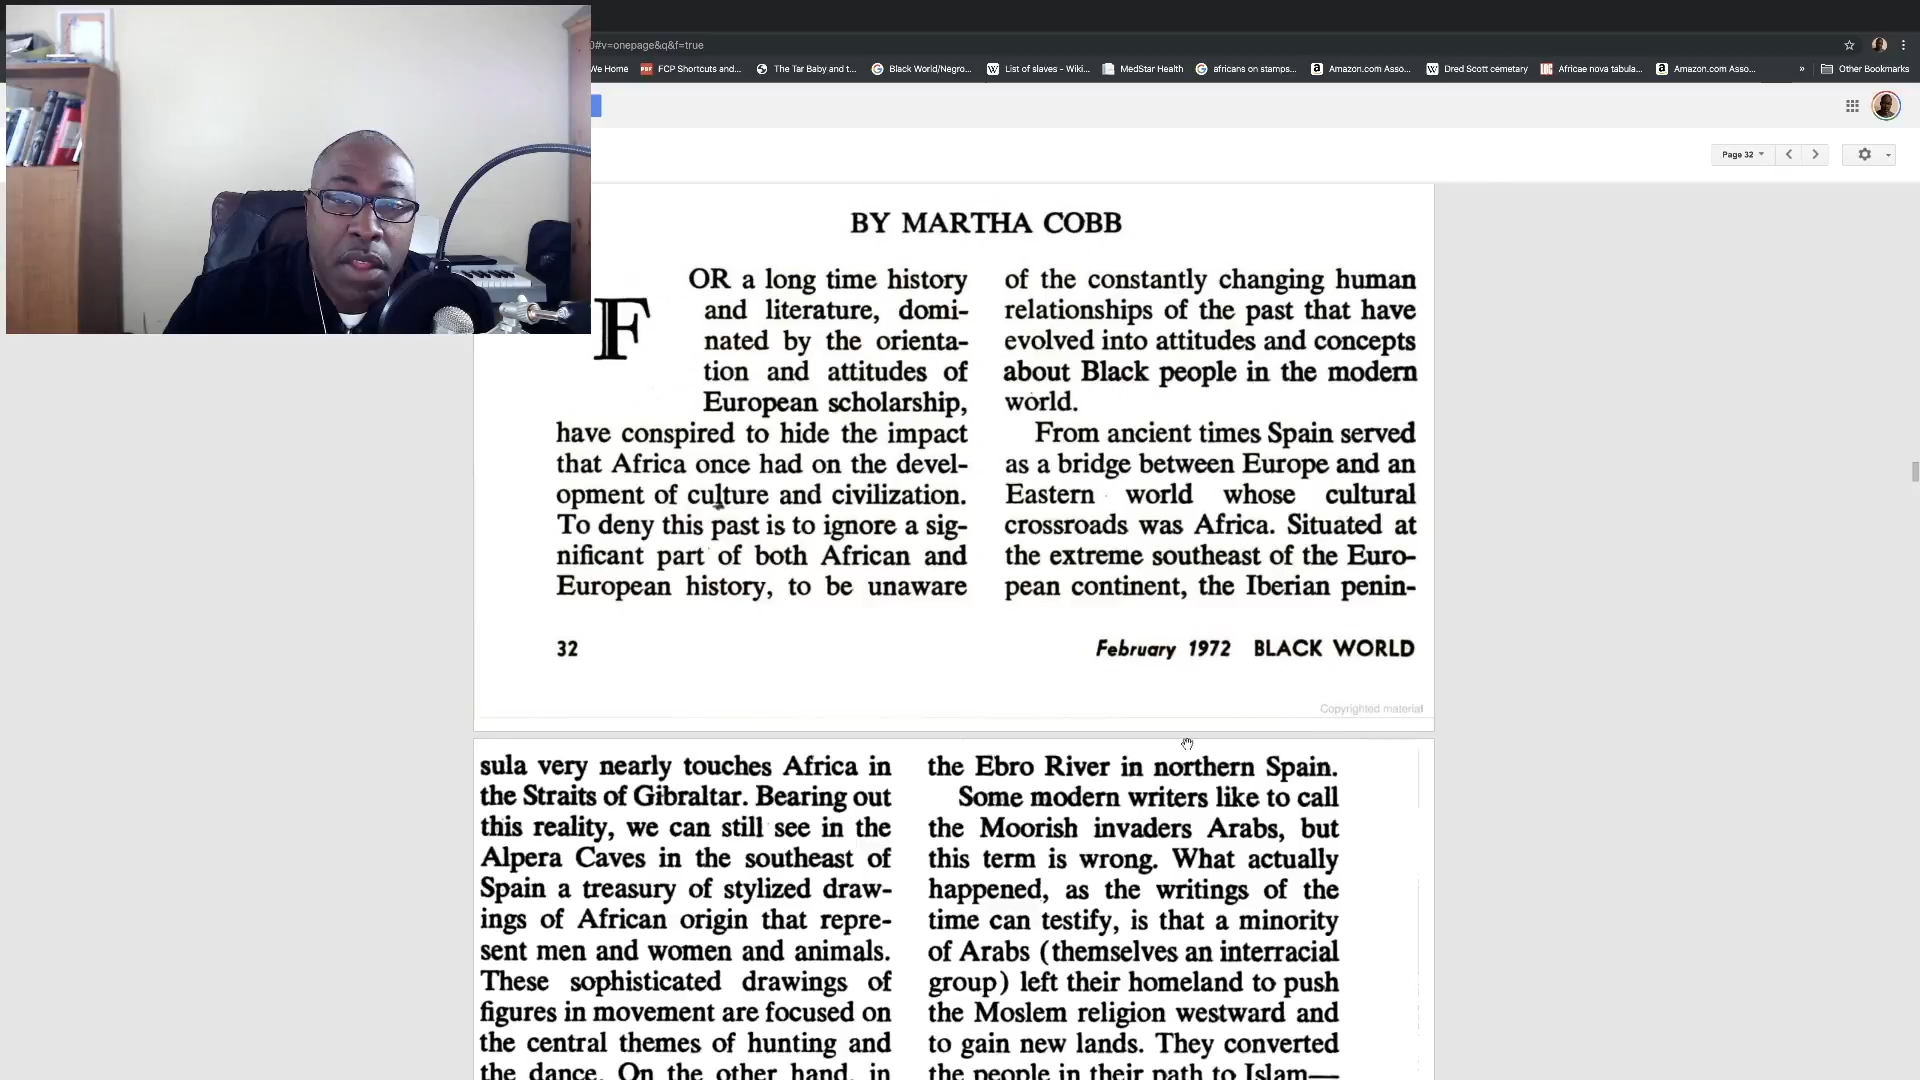 0#v=onepage&q&f=true
We Home
FCP Shortcuts and...
The Tar Baby and t...
Black World/Negro...
List of slaves - Wiki...
MedStar Health
africans on stamps...
Amazon.com Asso...
Dred Scott cemetary
Africae nova tabula...
Amazon.com Asso...
»
Other Bookmarks
Page 32
BY MARTHA COBB
FOR a long time history
and literature, domi-
nated by the orienta-
tion and attitudes of
European scholarship,
have conspired to hide the impact
that Africa once had on the devel-
opment of culture and civilization.
To deny this past is to ignore a sig-
nificant part of both African and
European history, to be unaware
of the constantly changing human
relationships of the past that have
evolved into attitudes and concepts
about Black people in the modern
world.
From ancient times Spain served
as a bridge between Europe and an
Eastern world whose cultural
crossroads was Africa. Situated at
the extreme southeast of the Euro-
pean continent, the Iberian penin-
32
February 1972 BLACK WORLD
Copyrighted material
sula very nearly touches Africa in
the Straits of Gibraltar. Bearing out
this reality, we can still see in the
Alpera Caves in the southeast of
Spain a treasury of stylized draw-
ings of African origin that repre-
sent men and women and animals.
These sophisticated drawings of
figures in movement are focused on
the central themes of hunting and
the dance. On the other hand, in
the Ebro River in northern Spain.
Some modern writers like to call
the Moorish invaders Arabs, but
this term is wrong. What actually
happened, as the writings of the
time can testify, is that a minority
of Arabs (themselves an interracial
group) left their homeland to push
the Moslem religion westward and
to gain new lands. They converted
the people in their path to Islam—